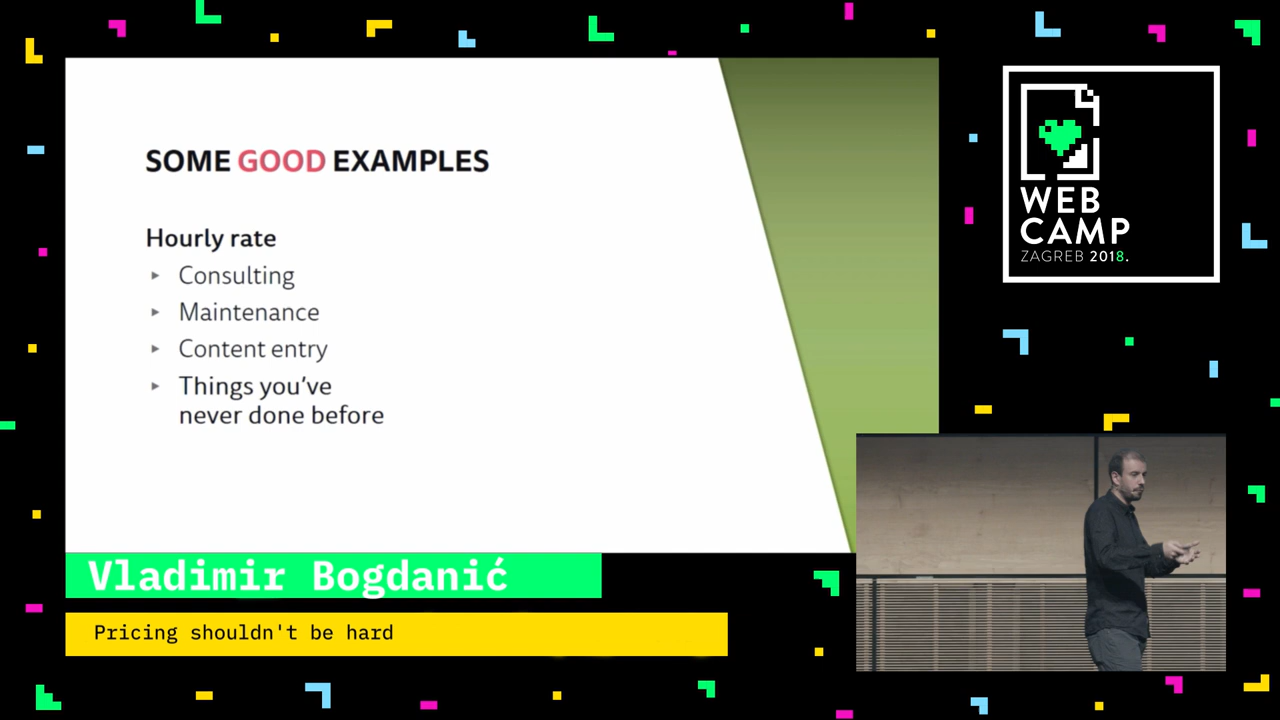 SOME GOOD EXAMPLES
Hourly rate
Consulting
Maintenance
Content entry
Things you've
never done before
WEB
CAMP
ZAGREB 2018.
Vladimir Bogdanić
Pricing shouldn't be hard